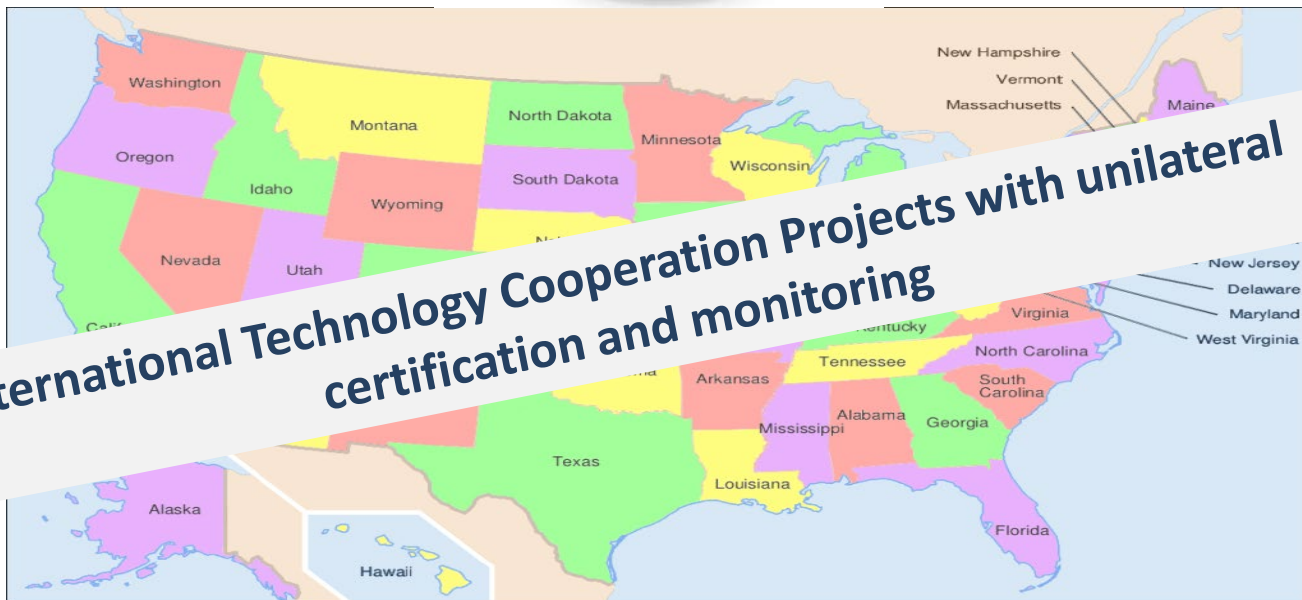 New Hampshire
Vermont
Massachusetts
Washington
Maine
Montana
North Dakota
Minnesota
Oregon
Wisconsin
South Dakota
Idaho
Wyoming
ternational Technology Cooperation Projects with unilateral
certification and monitoring
Nevada
Utah
New Jersey
Delaware
Maryland
West Virginia
Virginia
North Carolina
Tennessee
Arkansas
South
Carolina
Alabama
Georgia
Mississippi
Texas
Louisiana
Alaska
Florida
Hawaii